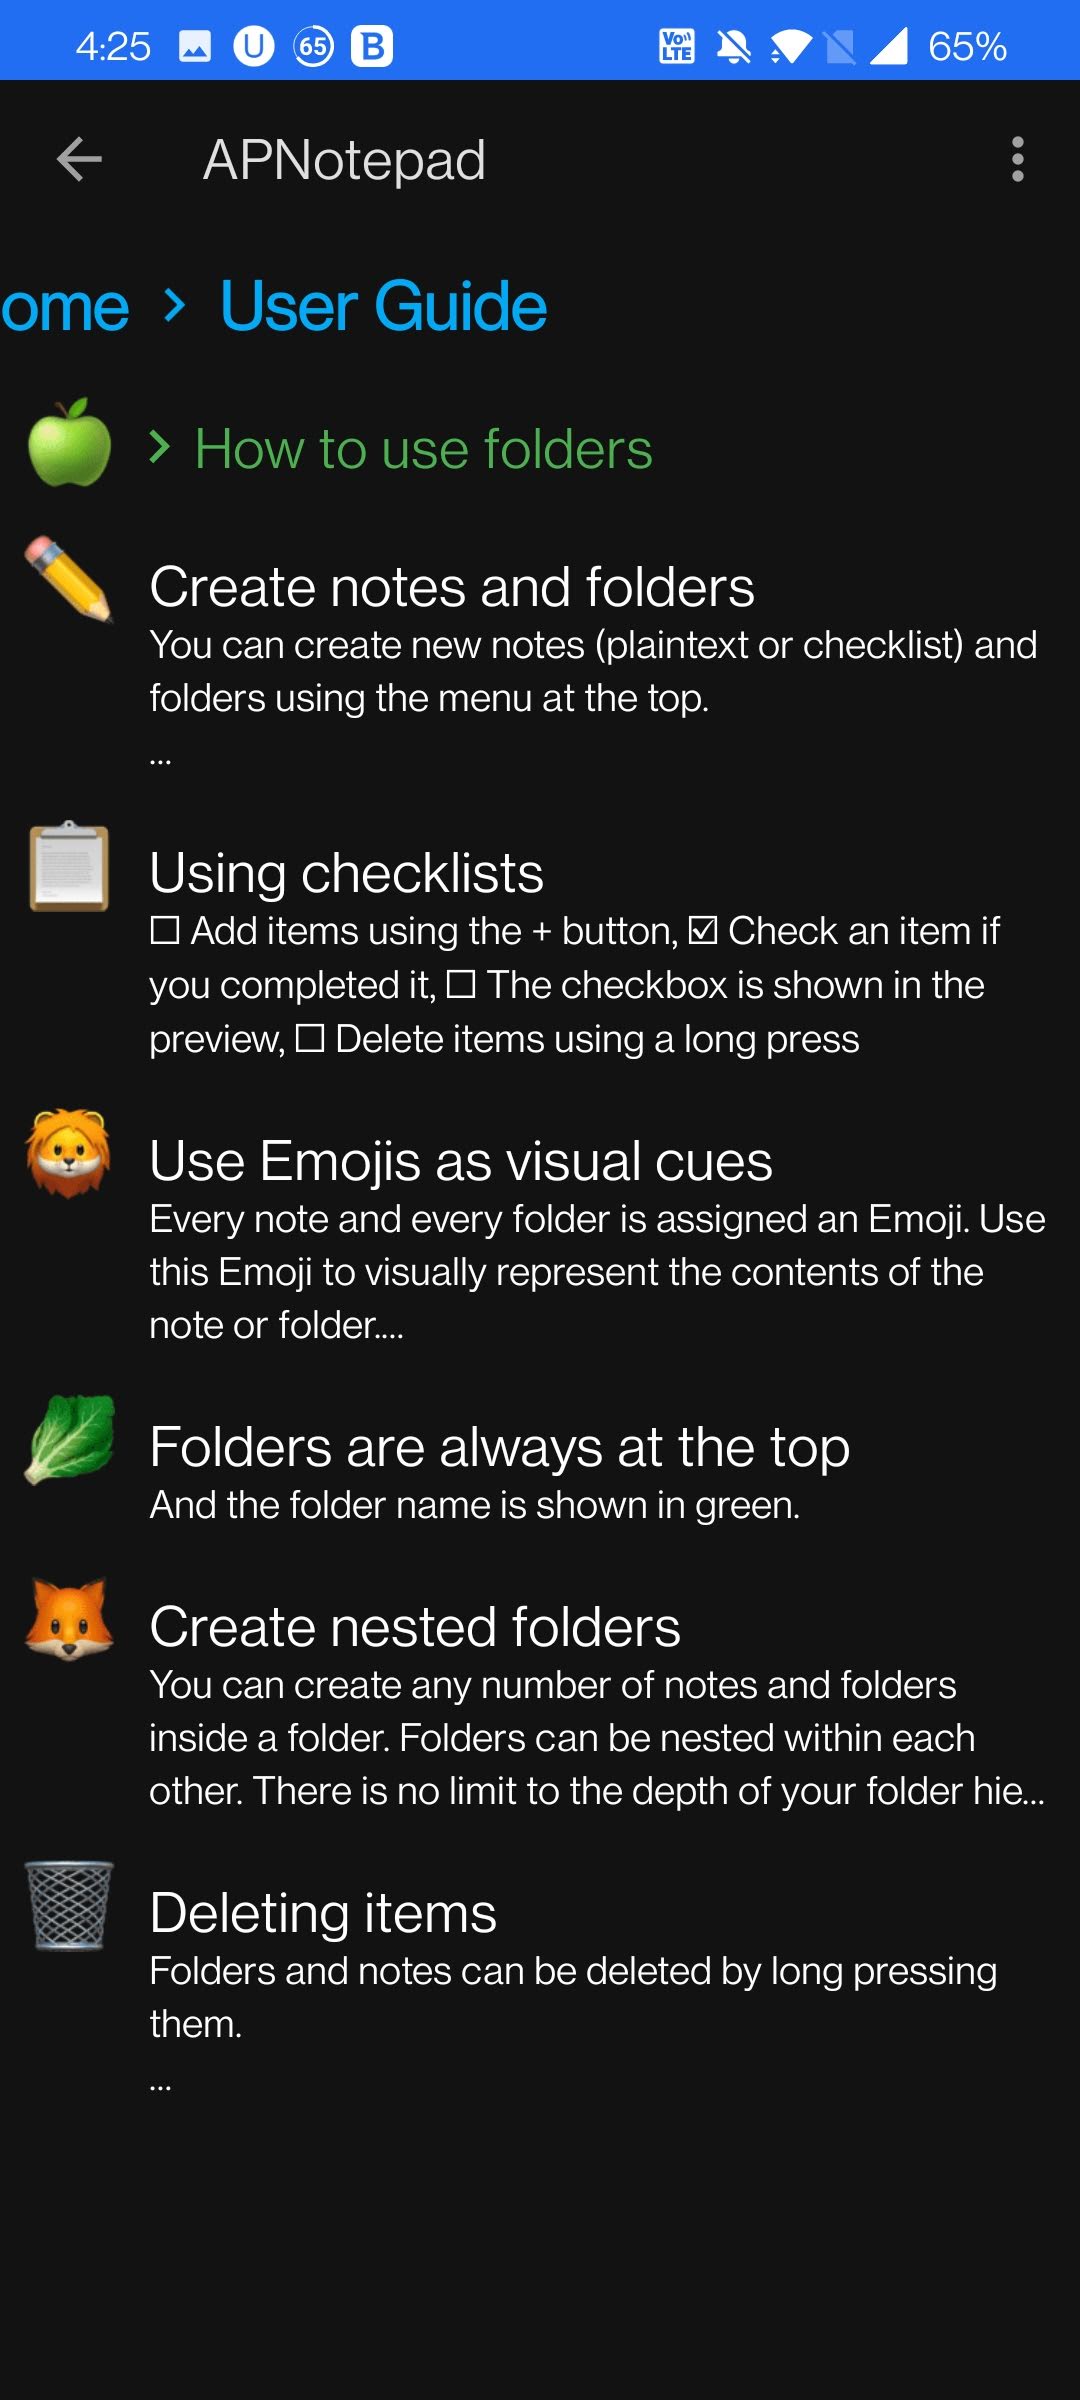 4:25 U 65 B VoLTE 65%
APNotepad
ome > User Guide
> How to use folders
Create notes and folders
You can create new notes (plaintext or checklist) and
folders using the menu at the top.
...
Using checklists
☐ Add items using the + button, ☑ Check an item if
you completed it, ☐ The checkbox is shown in the
preview, ☐ Delete items using a long press
Use Emojis as visual cues
Every note and every folder is assigned an Emoji. Use
this Emoji to visually represent the contents of the
note or folder....
Folders are always at the top
And the folder name is shown in green.
Create nested folders
You can create any number of notes and folders
inside a folder. Folders can be nested within each
other. There is no limit to the depth of your folder hie...
Deleting items
Folders and notes can be deleted by long pressing
them.
...